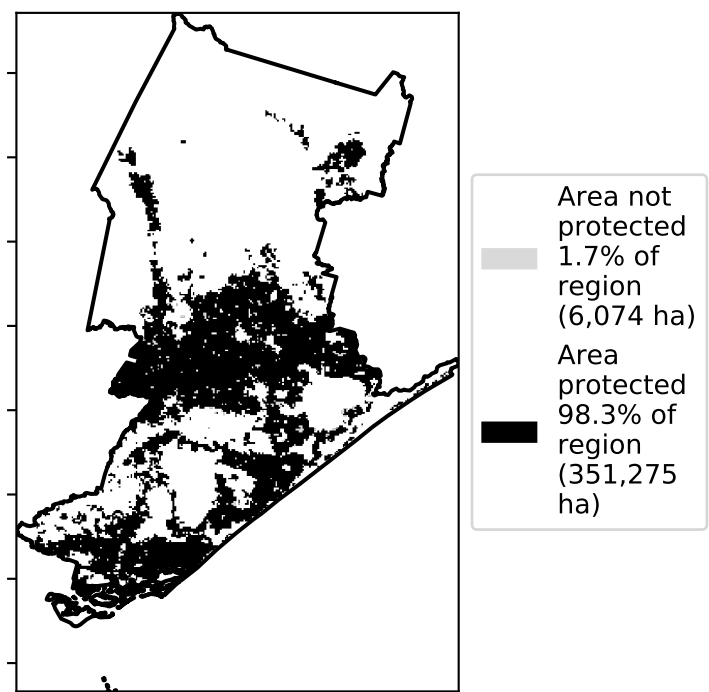 Area not
protected
1.7% of
region
(6,074 ha)
Area
protected
98.3% of
region
(351,275
ha)